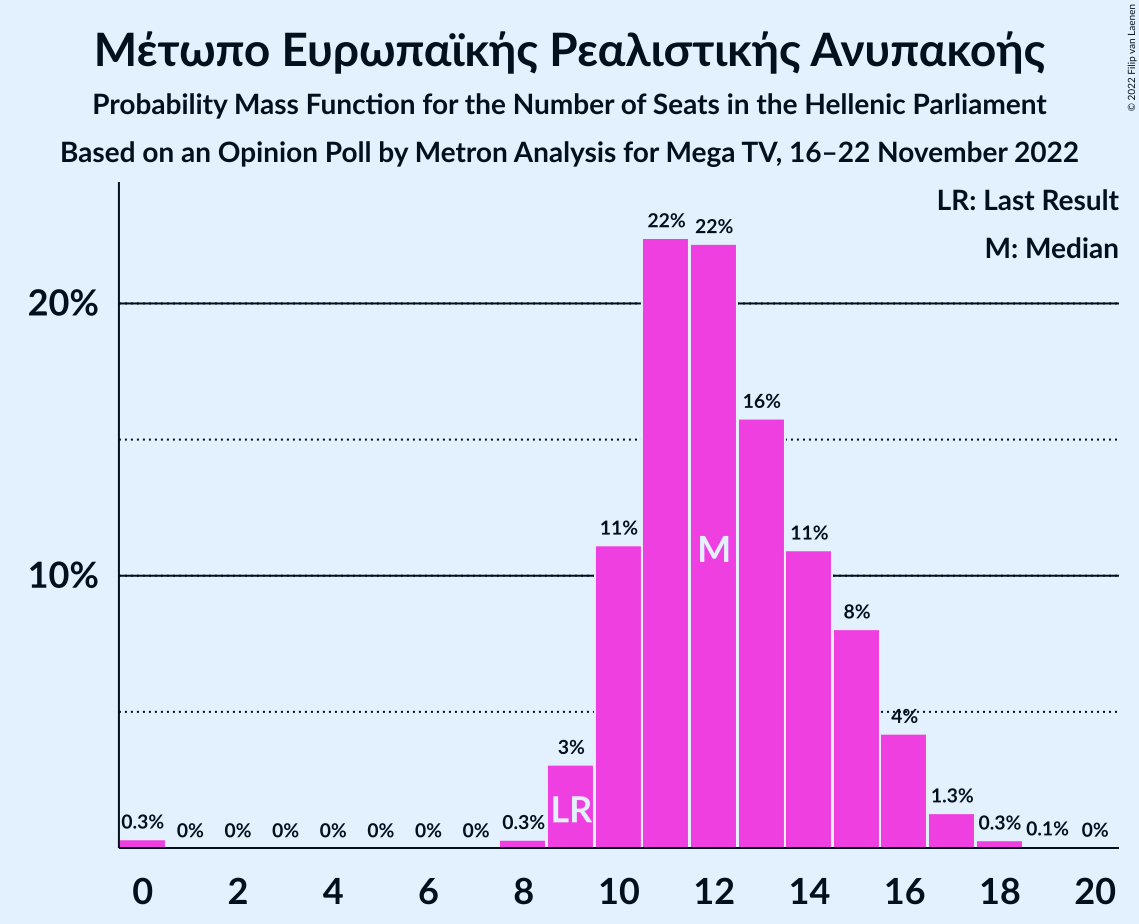 Μέτωπο Ευρωπαϊκής Ρεαλιστικής Ανυπακοής
Probability Mass Function for the Number of Seats in the Hellenic Parliament
Based on an Opinion Poll by Metron Analysis for Mega TV, 16–22 November 2022
© 2022 Filip van Laenen
LR: Last Result
M: Median
20%
10%
0.3% 0% 0% 0% 0% 0% 0% 0% 0.3% 3% 11% 22% 22% 16% 11% 8% 4% 1.3% 0.3% 0.1% 0%
M
LR
0 2 4 6 8 10 12 14 16 18 20